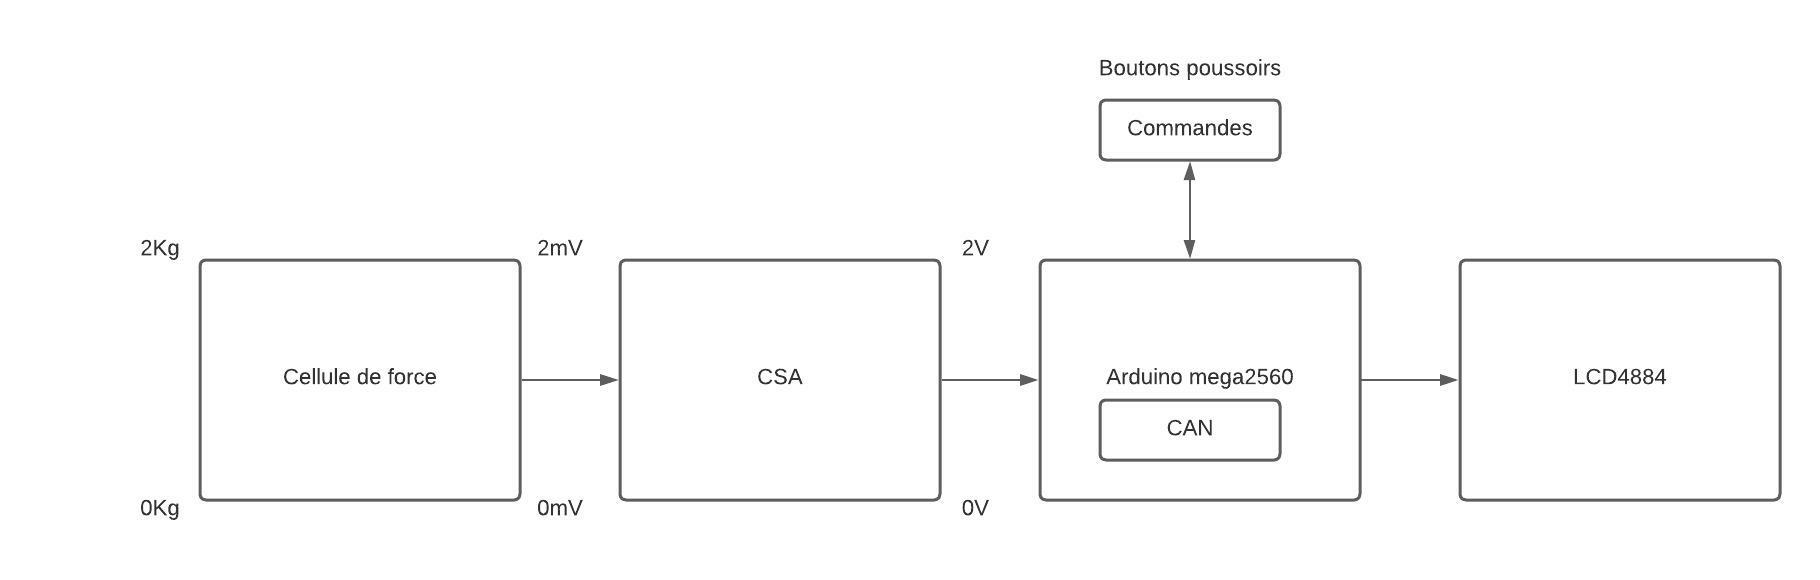 Boutons poussoirs
Commandes
2Kg
2mV
2V
Cellule de force
CSA
Arduino mega2560
LCD4884
CAN
0Kg
0mV
0V